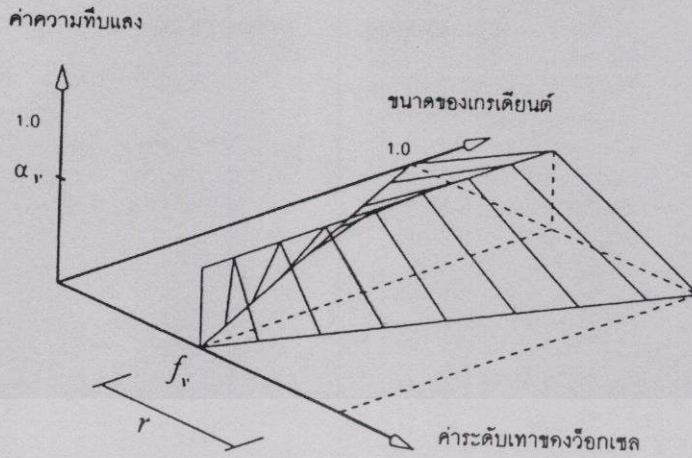 ค่าความทึบแสง
ขนาดของเกรเดียนต์
1.0
1.0
αᵥ
fᵥ
r
ค่าระดับเทาของว็อกเซล